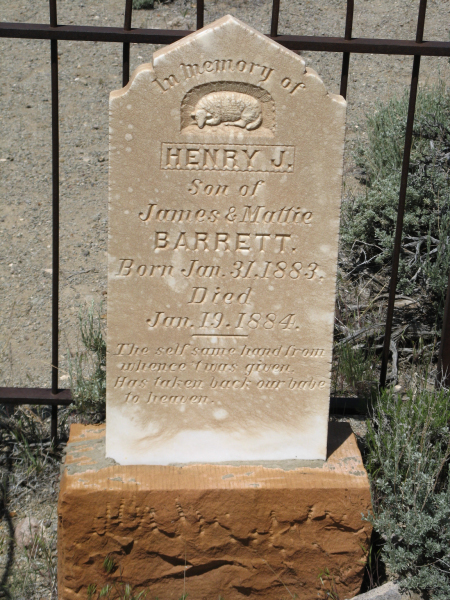 In memory of
HENRY J.
Son of
James & Mattie
BARRETT.
Born Jan. 31. 1883.
Died
Jan. 19. 1884.
The self same hand from
whence t'was given.
Has taken back our babe
to heaven.